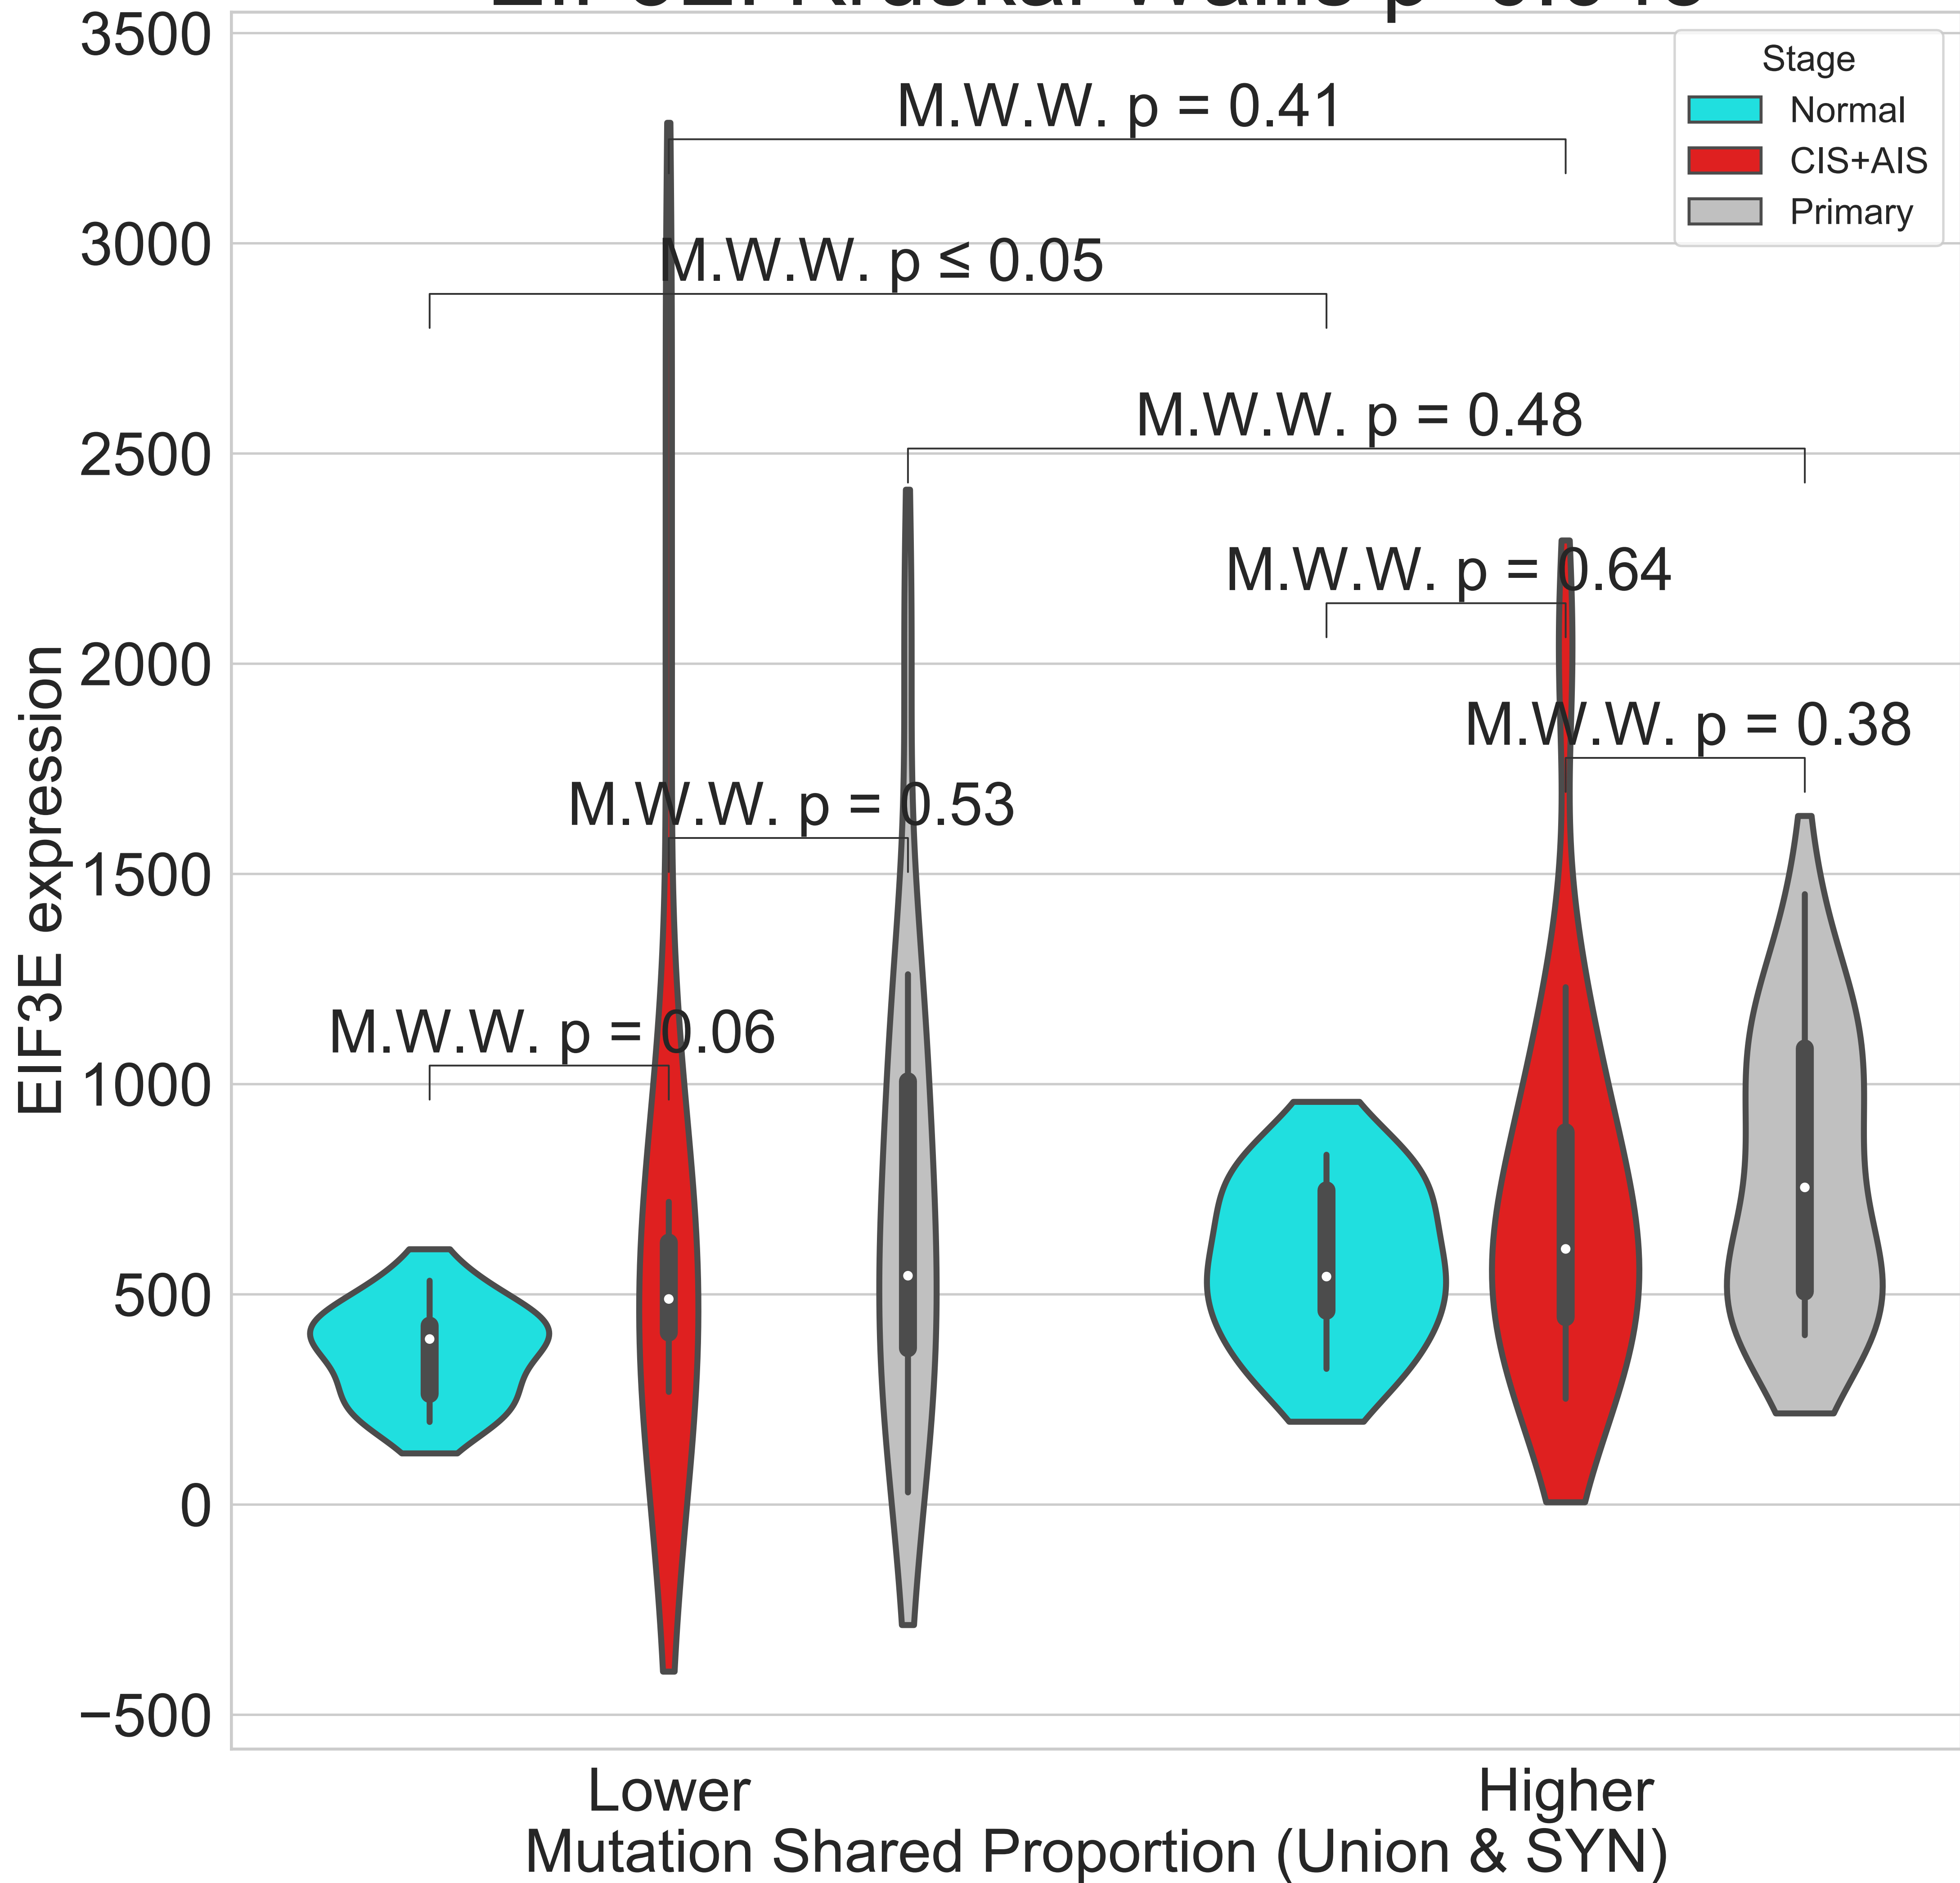 3500
3000
2500
2000
1500
1000
500
0
−500
EIF3E expression
M.W.W. p = 0.41
M.W.W. p ≤ 0.05
M.W.W. p = 0.48
M.W.W. p = 0.64
M.W.W. p = 0.38
M.W.W. p = 0.53
M.W.W. p = 0.06
Stage
Normal
CIS+AIS
Primary
Lower
Higher
Mutation Shared Proportion (Union & SYN)